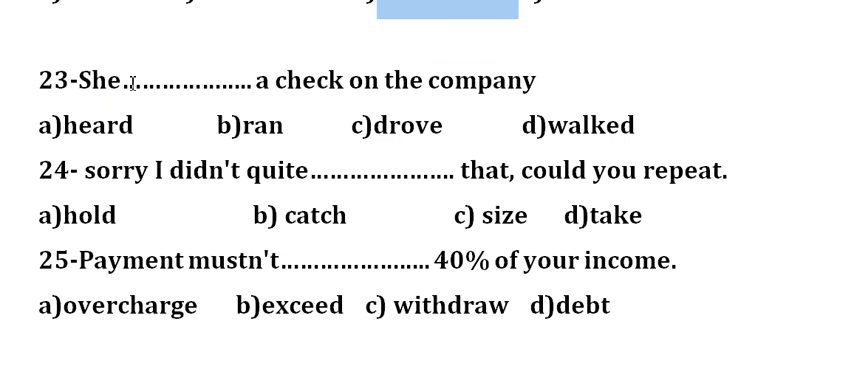 23-She.................... a check on the company
a)heard b)ran c)drove d)walked
24- sorry I didn't quite...................... that, could you repeat.
a)hold b) catch c) size d)take
25-Payment mustn't....................... 40% of your income.
a)overcharge b)exceed c) withdraw d)debt